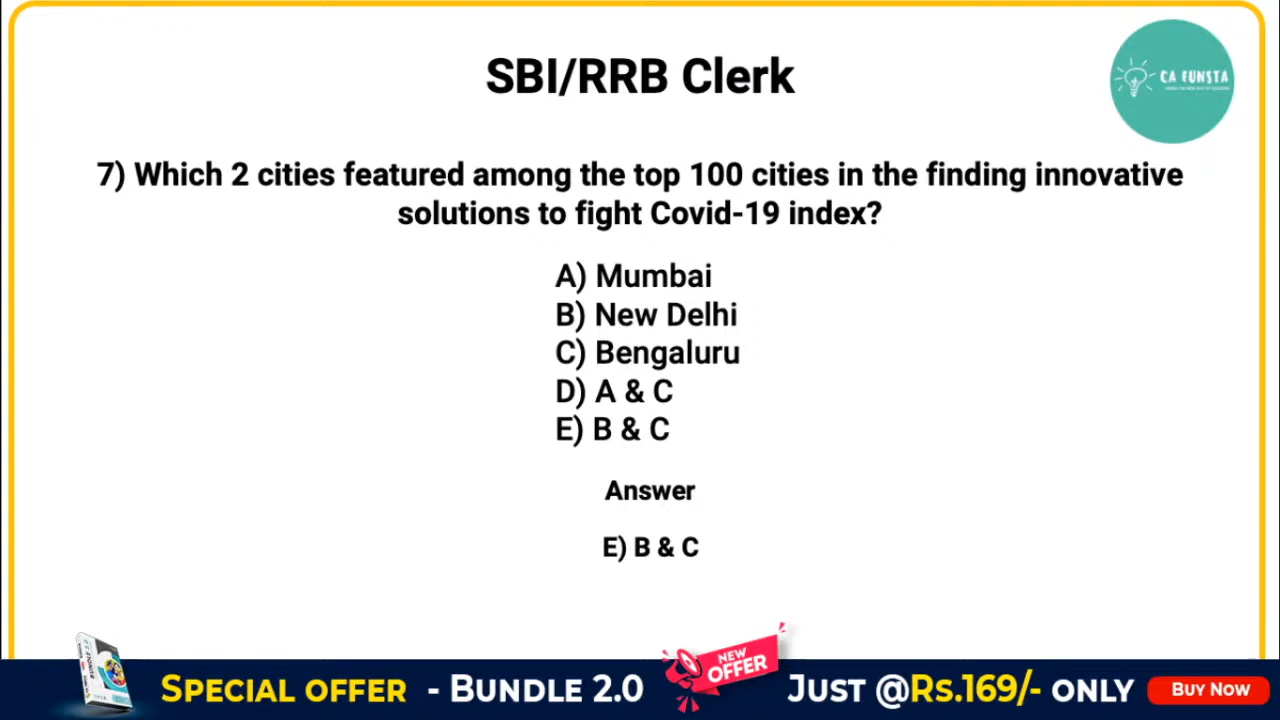 SBI/RRB Clerk
CA FUNSTA
7) Which 2 cities featured among the top 100 cities in the finding innovative
solutions to fight Covid-19 index?
A) Mumbai
B) New Delhi
C) Bengaluru
D) A & C
E) B & C
Answer
E) B & C
NEW
OFFER
SPECIAL OFFER - BUNDLE 2.0 JUST @Rs.169/- ONLY Buy Now